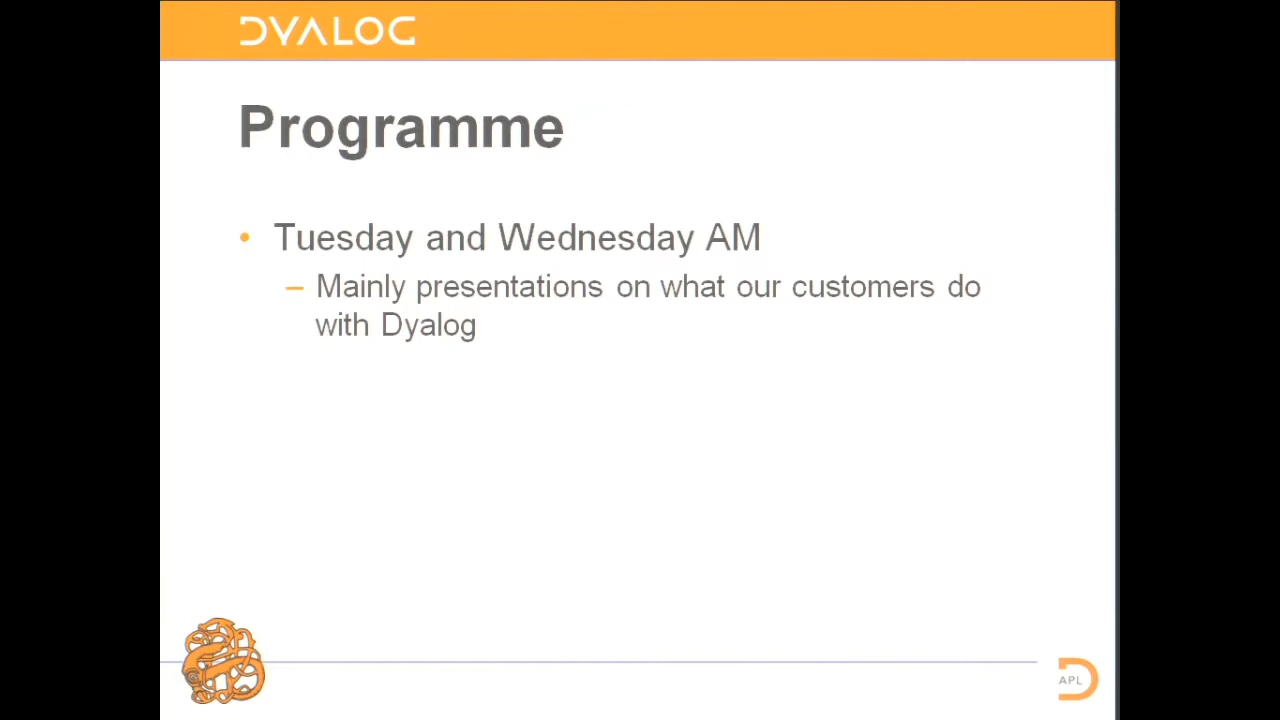 DYALOG
Programme
• Tuesday and Wednesday AM
– Mainly presentations on what our customers do
with Dyalog
APL